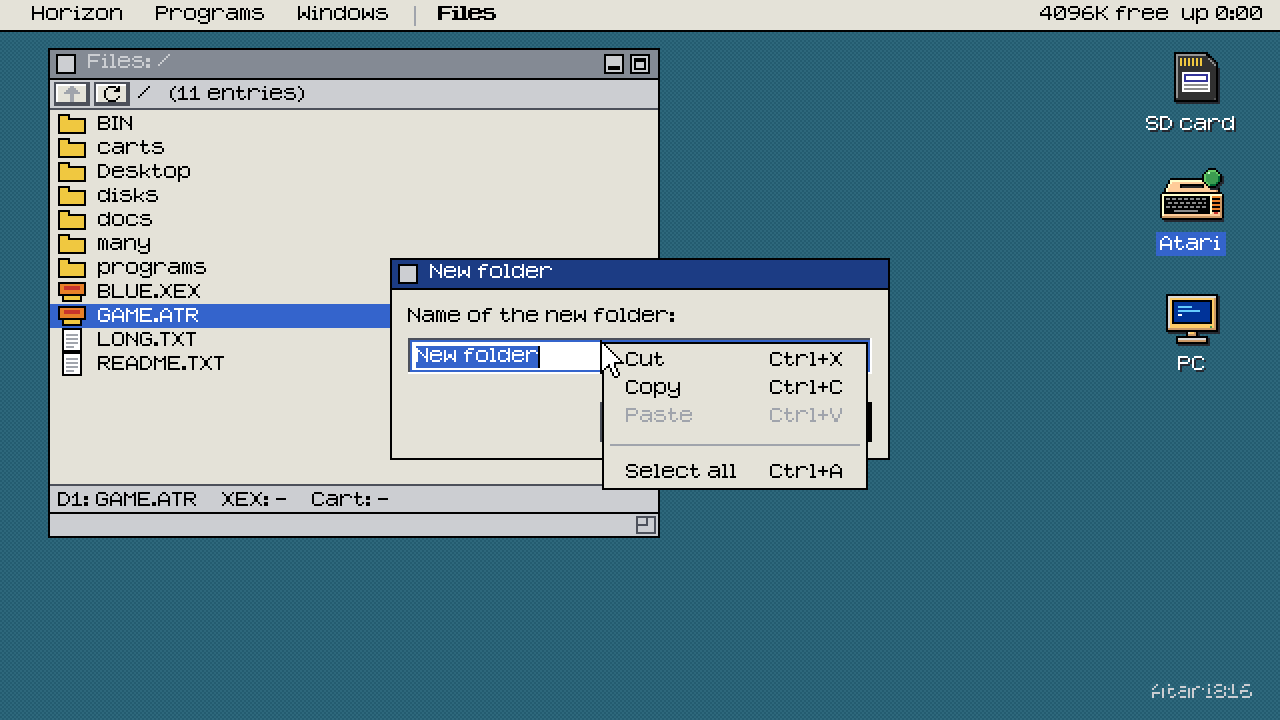 Horizon Programs Windows | Files 4096K free up 0:00
Files: /
/ (11 entries)
BIN
carts
Desktop
disks
docs
many
programs
BLUE.XEX
GAME.ATR
LONG.TXT
README.TXT
D1: GAME.ATR XEX: - Cart: -
New folder
Name of the new folder:
New folder
Cut Ctrl+X
Copy Ctrl+C
Paste Ctrl+V
Select all Ctrl+A
SD card
Atari
PC
Atari816